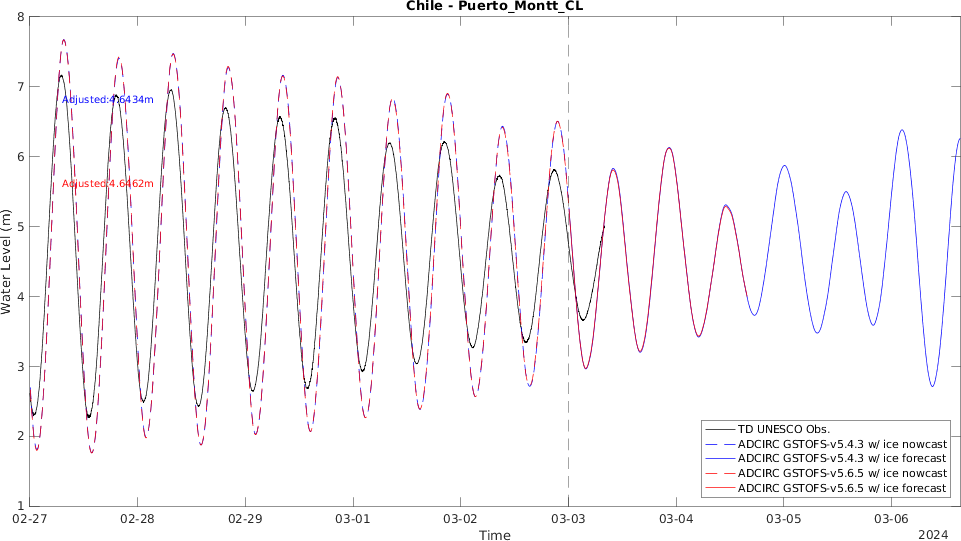 Chile - Puerto_Montt_CL
8
7
6
5
4
3
2
1
Water Level (m)
Adjusted:4.6434m
Adjusted:4.6462m
TD UNESCO Obs.
ADCIRC GSTOFS-v5.4.3 w/ ice nowcast
ADCIRC GSTOFS-v5.4.3 w/ ice forecast
ADCIRC GSTOFS-v5.6.5 w/ ice nowcast
ADCIRC GSTOFS-v5.6.5 w/ ice forecast
02-27 02-28 02-29 03-01 03-02 03-03 03-04 03-05 03-06
Time
2024